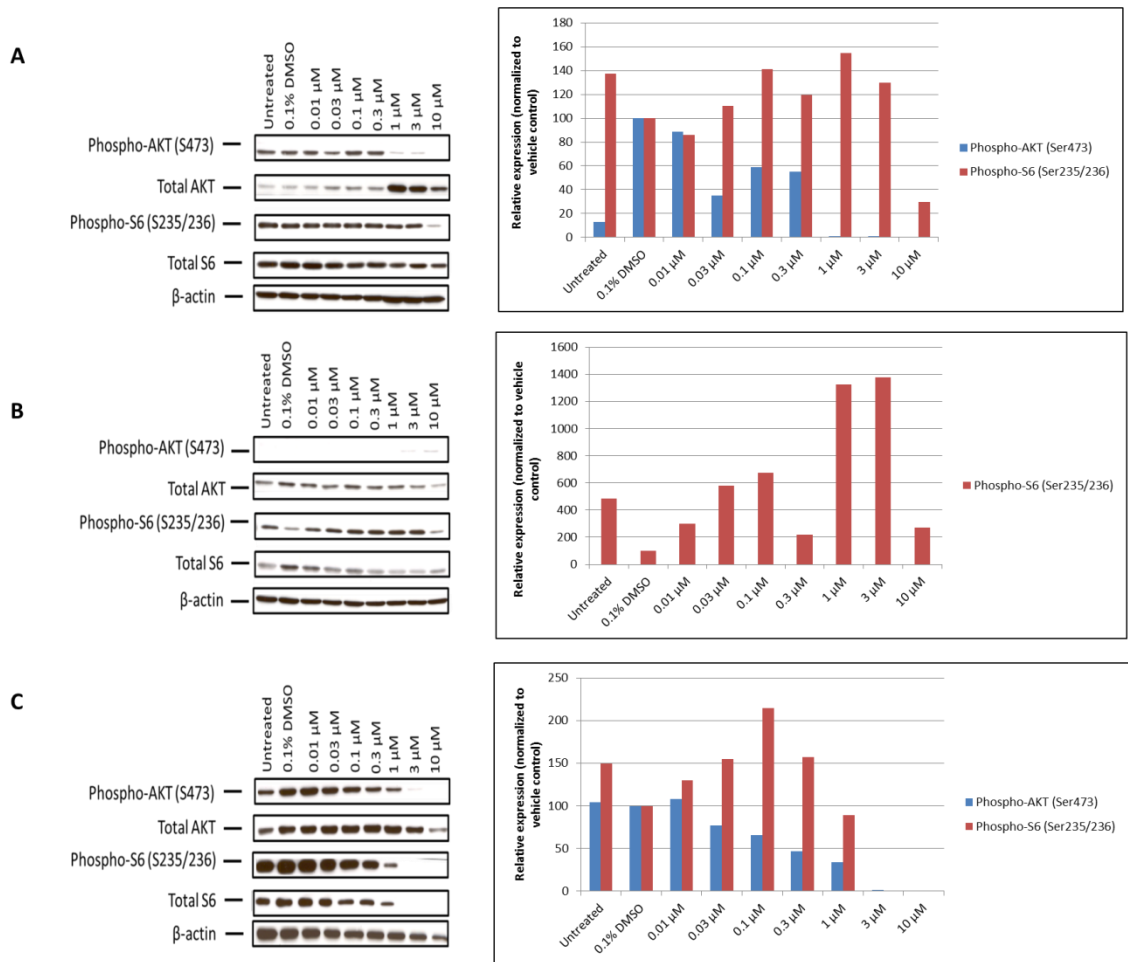 A
Untreated
0.1% DMSO
0.01 µM
0.03 µM
0.1 µM
0.3 µM
1 µM
3 µM
10 µM
Phospho-AKT (S473)
Total AKT
Phospho-S6 (S235/236)
Total S6
β-actin
Relative expression (normalized to
vehicle control)
180
160
140
120
100
80
60
40
20
0
Untreated
0.1% DMSO
0.01 µM
0.03 µM
0.1 µM
0.3 µM
1 µM
3 µM
10 µM
Phospho-AKT (Ser473)
Phospho-S6 (Ser235/236)
B
Untreated
0.1% DMSO
0.01 µM
0.03 µM
0.1 µM
0.3 µM
1 µM
3 µM
10 µM
Phospho-AKT (S473)
Total AKT
Phospho-S6 (S235/236)
Total S6
β-actin
Relative expression (normalized to vehicle
control)
1600
1400
1200
1000
800
600
400
200
0
Untreated
0.1% DMSO
0.01 µM
0.03 µM
0.1 µM
0.3 µM
1 µM
3 µM
10 µM
Phospho-S6 (Ser235/236)
C
Untreated
0.1% DMSO
0.01 µM
0.03 µM
0.1 µM
0.3 µM
1 µM
3 µM
10 µM
Phospho-AKT (S473)
Total AKT
Phospho-S6 (S235/236)
Total S6
β-actin
Relative expression (normalized to
vehicle control)
250
200
150
100
50
0
Untreated
0.1% DMSO
0.01 µM
0.03 µM
0.1 µM
0.3 µM
1 µM
3 µM
10 µM
Phospho-AKT (Ser473)
Phospho-S6 (Ser235/236)